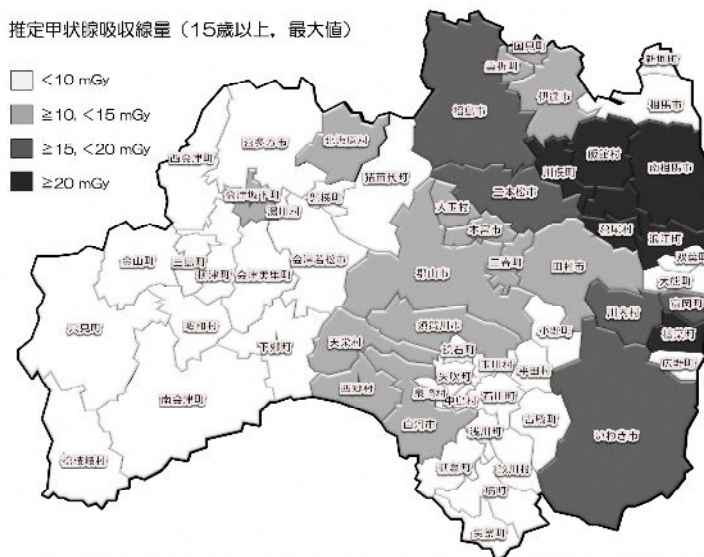 推定甲状腺吸収線量（15歳以上，最大値）
<10 mGy
≥10, <15 mGy
≥15, <20 mGy
≥20 mGy
国見町
桑折町
伊達市
福島市
新地町
相馬市
飯舘村
川俣町
南相馬市
喜多方市
北塩原村
西会津町
猪苗代町
会津坂下町
湯川村
磐梯町
二本松市
大玉村
本宮市
葛尾村
浪江町
双葉町
大熊町
富岡町
楢葉町
広野町
川内村
田村市
三春町
郡山市
小野町
金山町
三島町
柳津町
会津美里町
会津若松市
昭和村
只見町
下郷町
南会津町
檜枝岐村
天栄村
須賀川市
鏡石町
矢吹町
玉川村
平田村
西郷村
泉崎村
中島村
石川町
白河市
浅川町
古殿町
いわき市
棚倉町
鮫川村
塙町
矢祭町